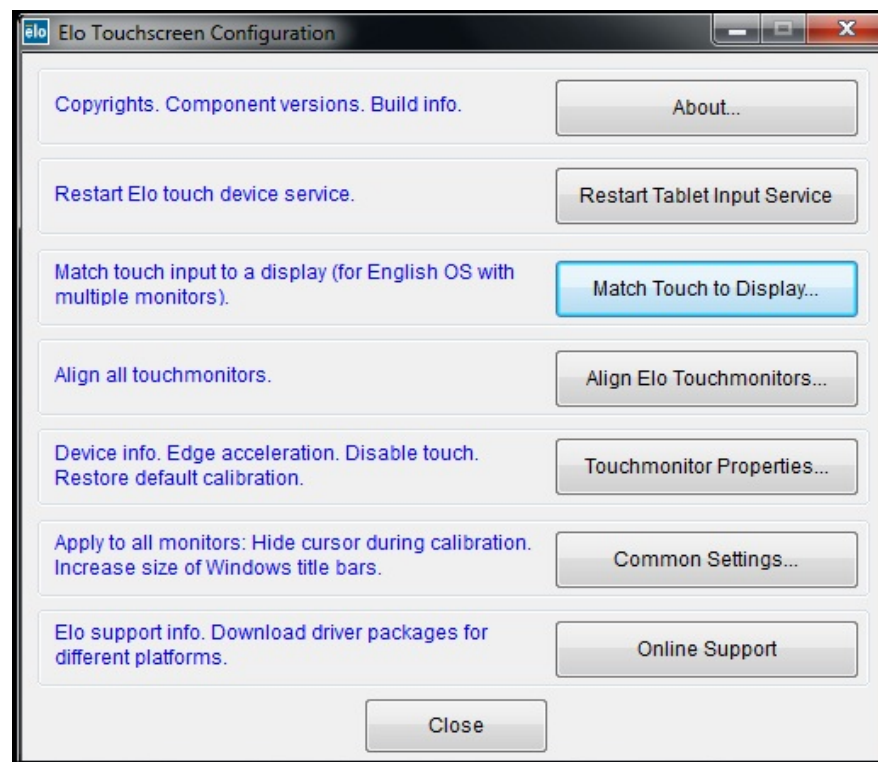 elo Elo Touchscreen Configuration
Copyrights. Component versions. Build info.
About...
Restart Elo touch device service.
Restart Tablet Input Service
Match touch input to a display (for English OS with
multiple monitors).
Match Touch to Display...
Align all touchmonitors.
Align Elo Touchmonitors...
Device info. Edge acceleration. Disable touch.
Restore default calibration.
Touchmonitor Properties...
Apply to all monitors: Hide cursor during calibration.
Increase size of Windows title bars.
Common Settings...
Elo support info. Download driver packages for
different platforms.
Online Support
Close